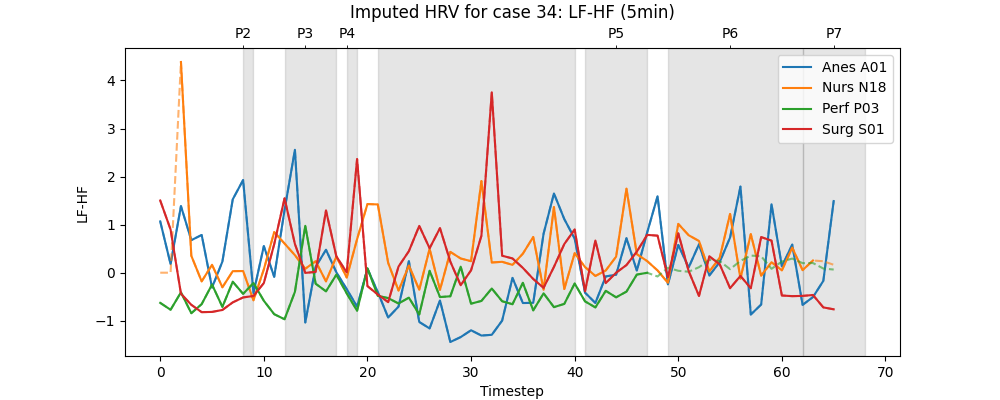 Imputed HRV for case 34: LF-HF (5min)
P2 P3 P4 P5 P6 P7
Anes A01
Nurs N18
Perf P03
Surg S01
LF-HF
4
3
2
1
0
−1
0 10 20 30 40 50 60 70
Timestep